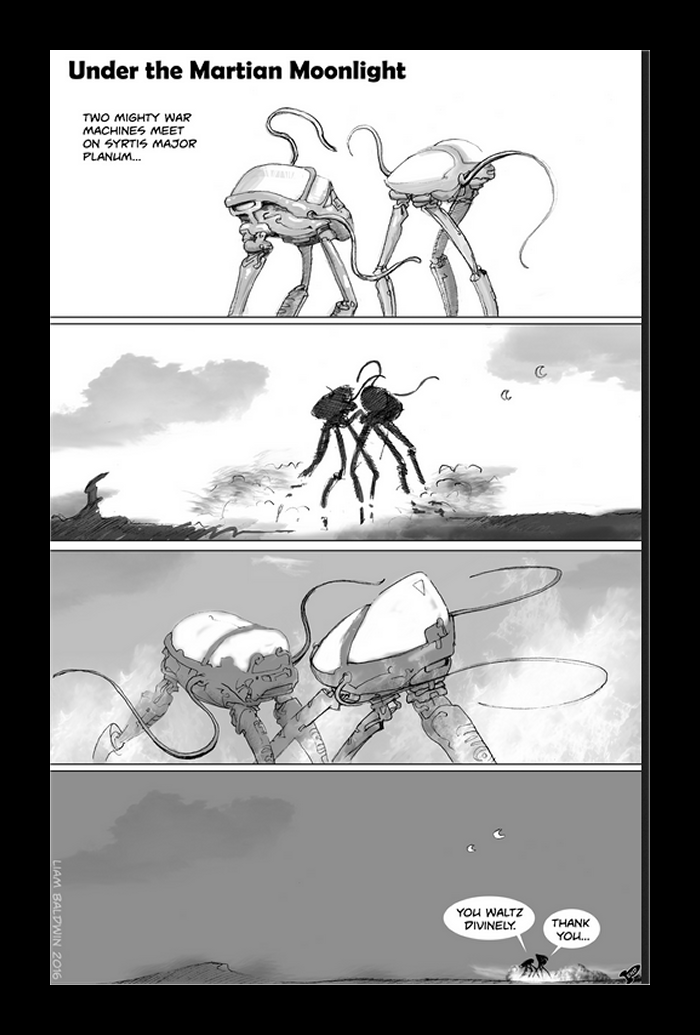 Under the Martian Moonlight
TWO MIGHTY WAR
MACHINES MEET
ON SYRTIS MAJOR
PLANUM...
YOU WALTZ
DIVINELY.
THANK
YOU...
LIAM BALDWIN 2016